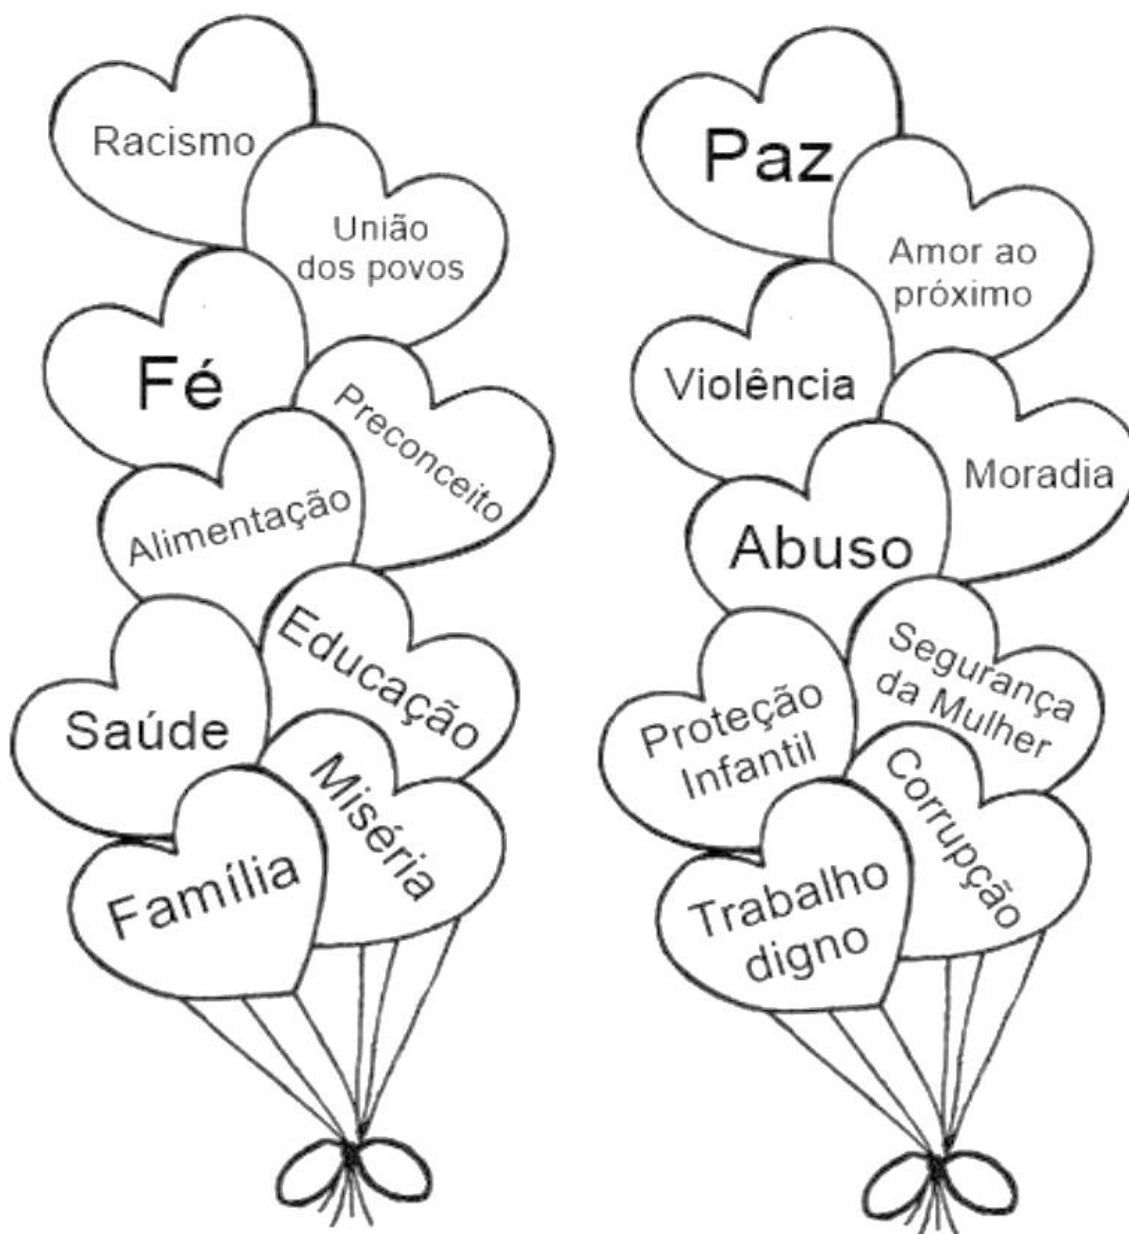 Racismo
União
dos povos
Fé
Preconceito
Alimentação
Educação
Saúde
Miséria
Família
Paz
Amor ao
próximo
Violência
Moradia
Abuso
Segurança
da Mulher
Proteção
Infantil
Corrupção
Trabalho
digno